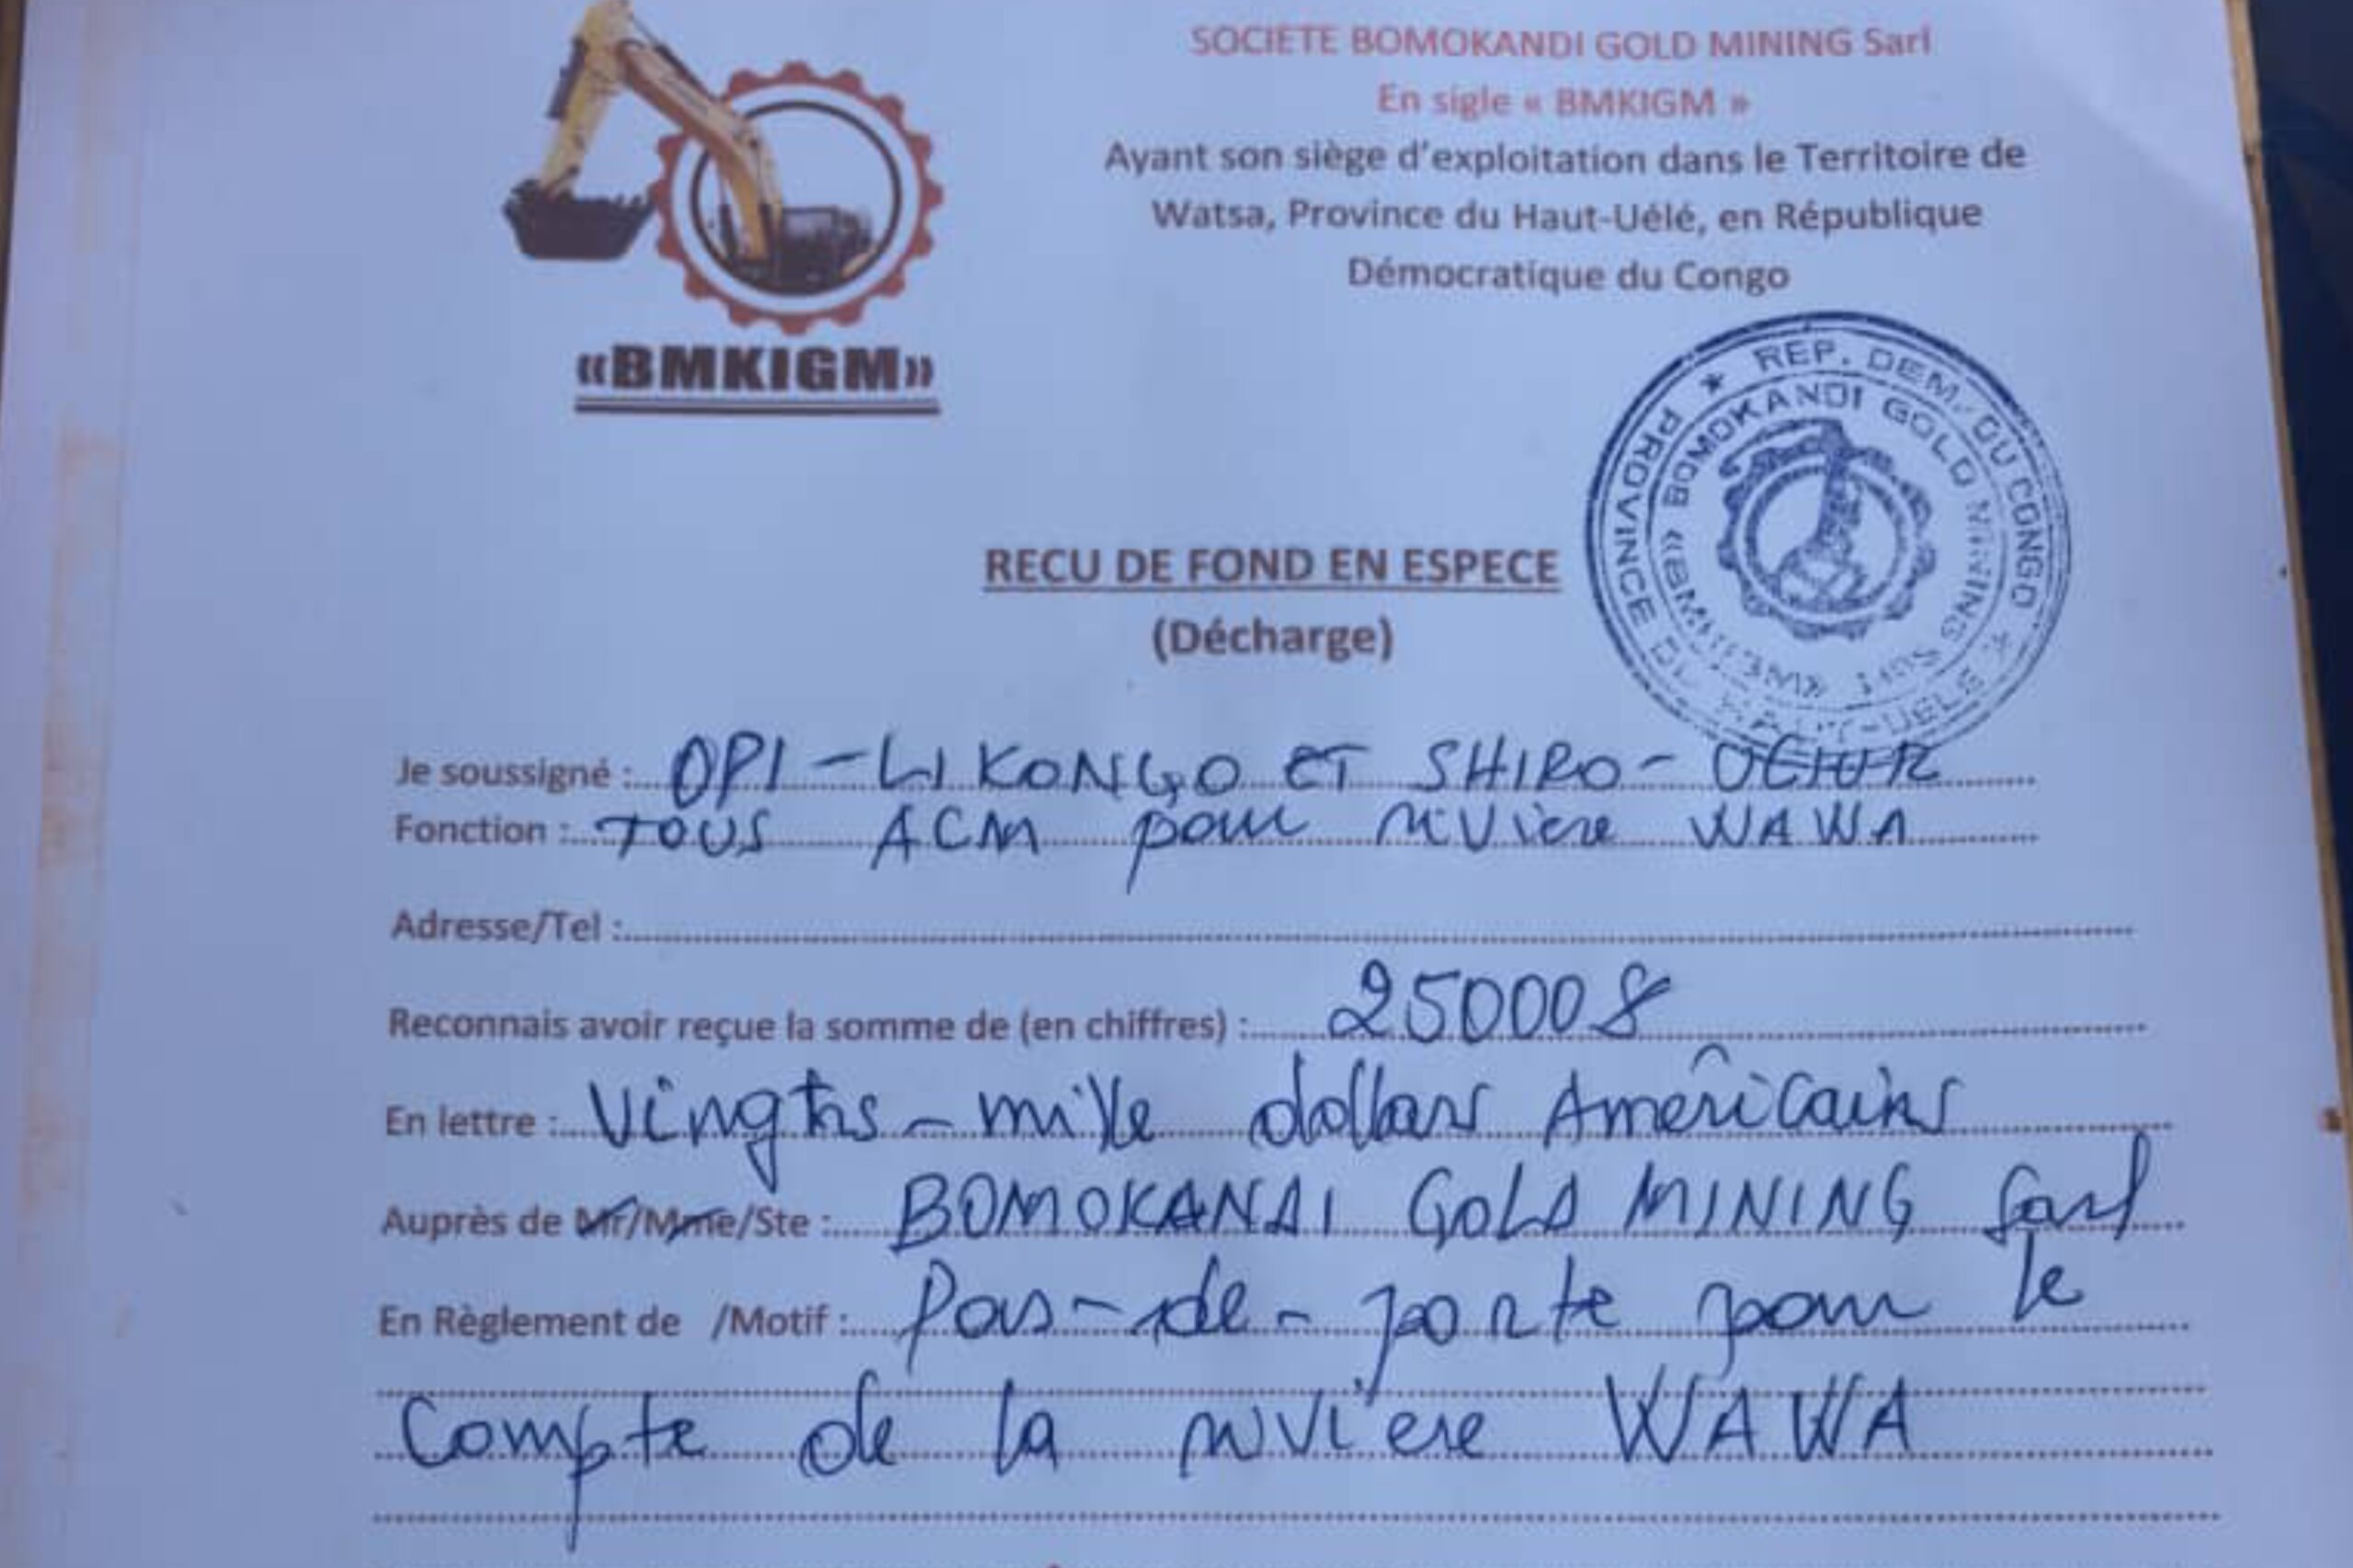 SOCIETE BOMOKANDI GOLD MINING Sarl
En sigle « BMKIGM »
Ayant son siège d'exploitation dans le Territoire de
Watsa, Province du Haut-Uélé, en République
Démocratique du Congo
«BMKIGM»
REP. DEM. DU CONGO
PROVINCE DU HAUT-UELE
BOMOKANDI GOLD MINING Sarl
RECU DE FOND EN ESPECE
(Décharge)
Je soussigné : OPI-LIKONGO ET SHIRO-
Fonction : TOUS ACM pour rivière WAWA
Adresse/Tel :
Reconnais avoir reçue la somme de (en chiffres) : 25000$
En lettre : Vingts-mille dollars Américains
Auprès de Mr/Mme/Ste : BOMOKANDI GOLD MINING Sarl
En Règlement de /Motif : Pas-de-porte pour le
Compte de la rivière WAWA